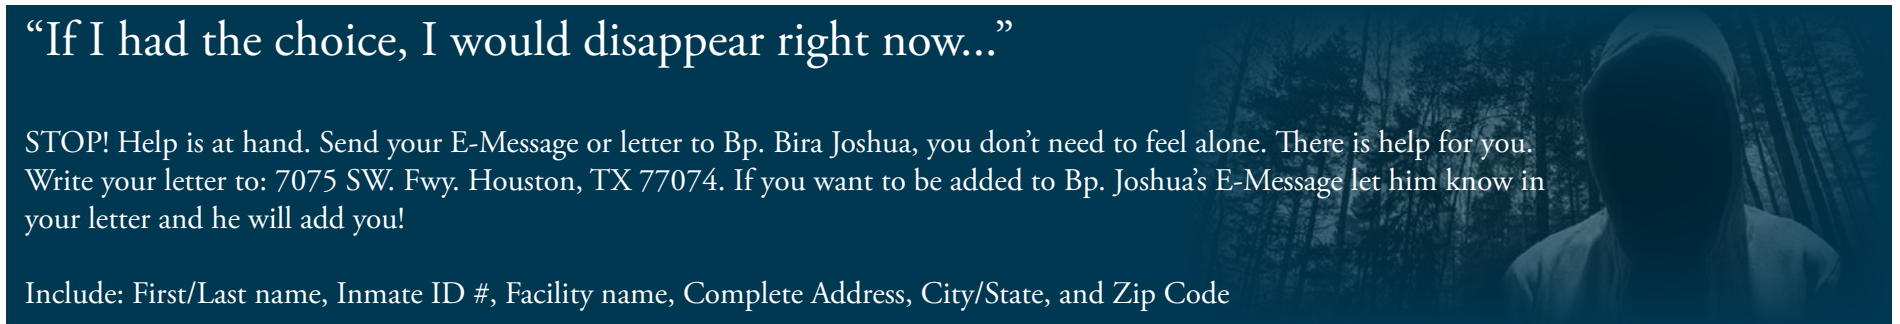 “If I had the choice, I would disappear right now...”
STOP! Help is at hand. Send your E-Message or letter to Bp. Bira Joshua, you don’t need to feel alone. There is help for you.
Write your letter to: 7075 SW. Fwy. Houston, TX 77074. If you want to be added to Bp. Joshua’s E-Message let him know in
your letter and he will add you!
Include: First/Last name, Inmate ID #, Facility name, Complete Address, City/State, and Zip Code